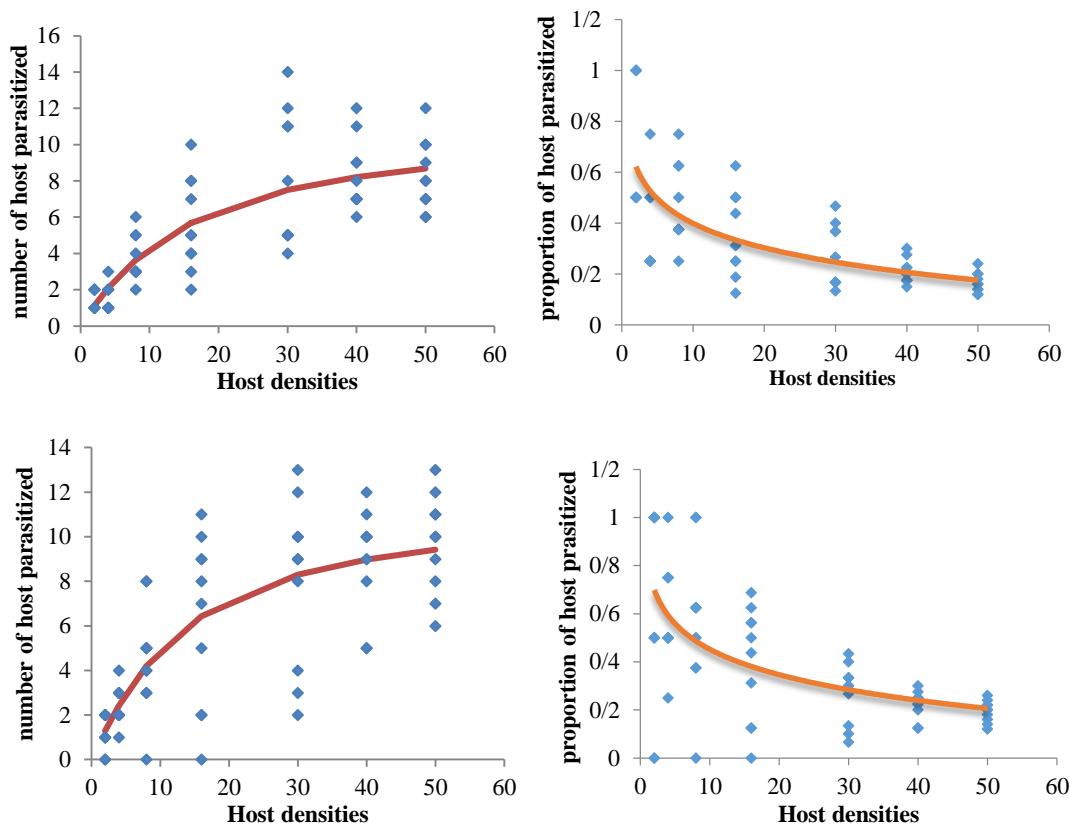 number of host parasitized
16
14
12
10
8
6
4
2
0
0 10 20 30 40 50 60
Host densities
proportion of host parasitized
1/2
1
0/8
0/6
0/4
0/2
0
0 10 20 30 40 50 60
Host densities
number of host parasitized
14
12
10
8
6
4
2
0
0 10 20 30 40 50 60
Host densities
proportion of host prasitized
1/2
1
0/8
0/6
0/4
0/2
0
0 10 20 30 40 50 60
Host densities